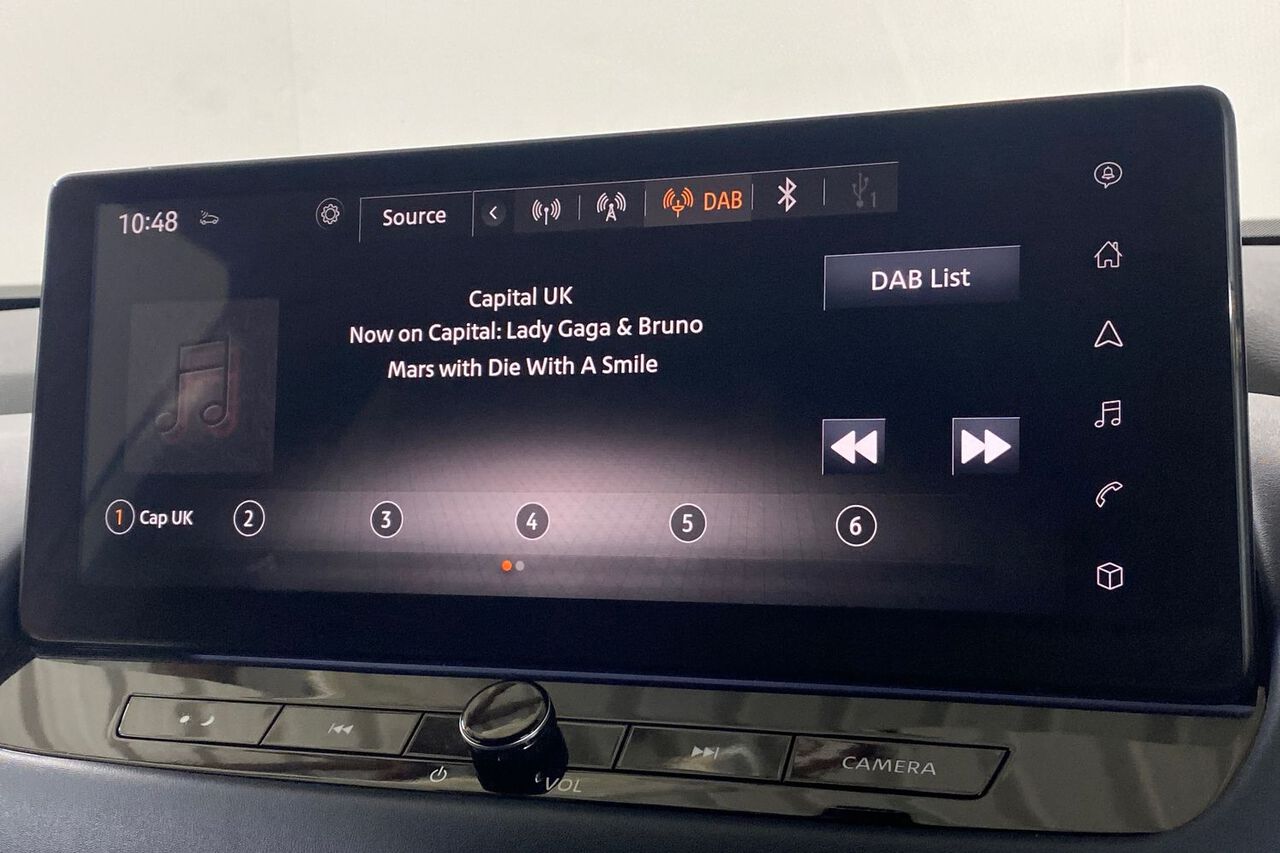 10:48
Source
DAB
1
DAB List
Capital UK
Now on Capital: Lady Gaga & Bruno
Mars with Die With A Smile
1 Cap UK
2
3
4
5
6
VOL
CAMERA